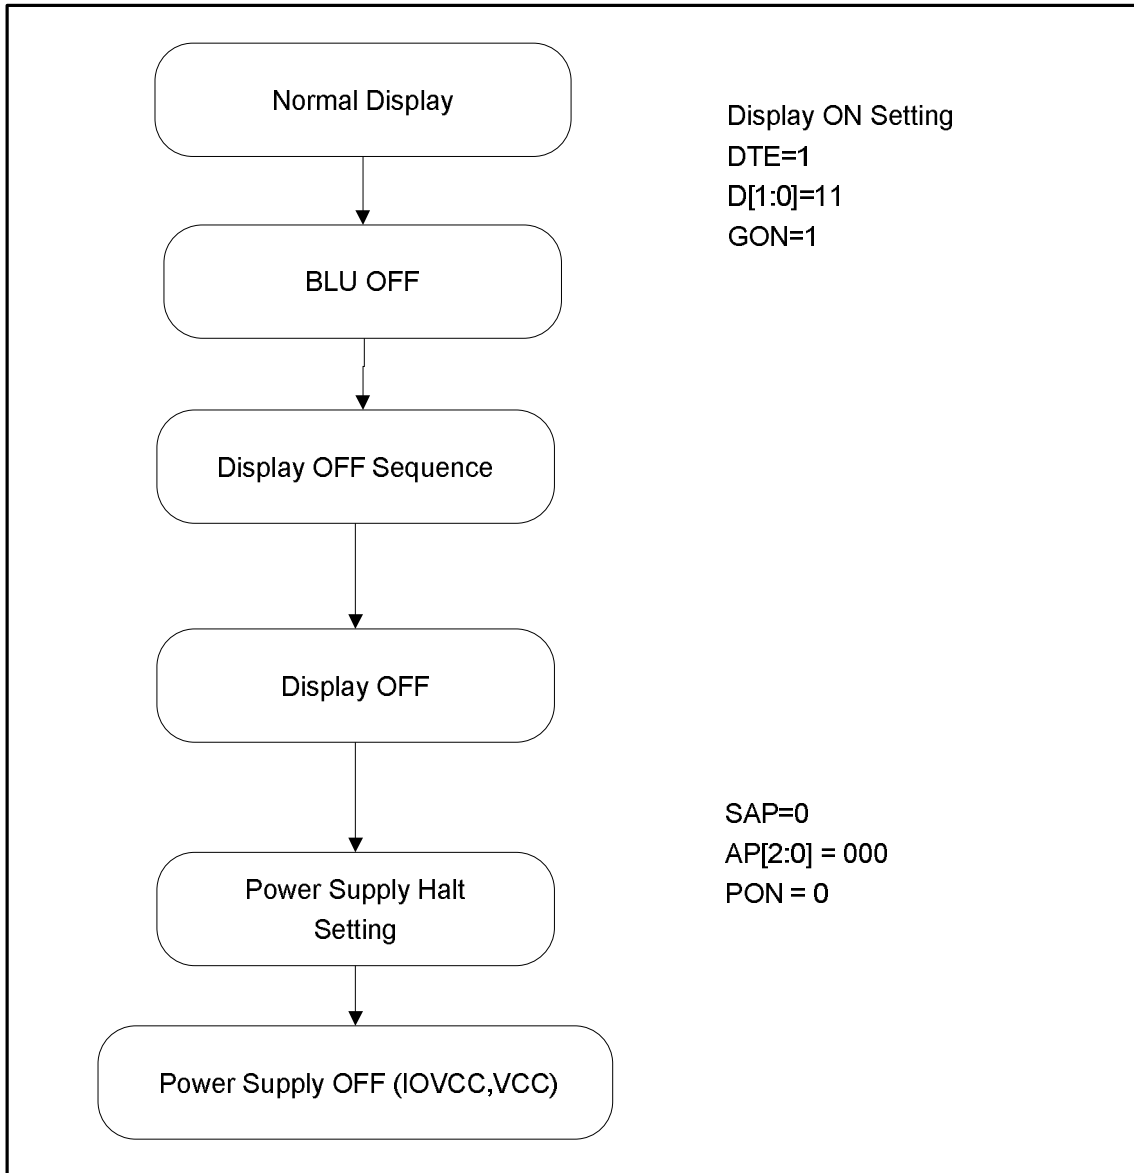 Normal Display
Display ON Setting
DTE=1
D[1:0]=11
GON=1
BLU OFF
Display OFF Sequence
Display OFF
SAP=0
AP[2:0] = 000
PON = 0
Power Supply Halt
Setting
Power Supply OFF (IOVCC,VCC)